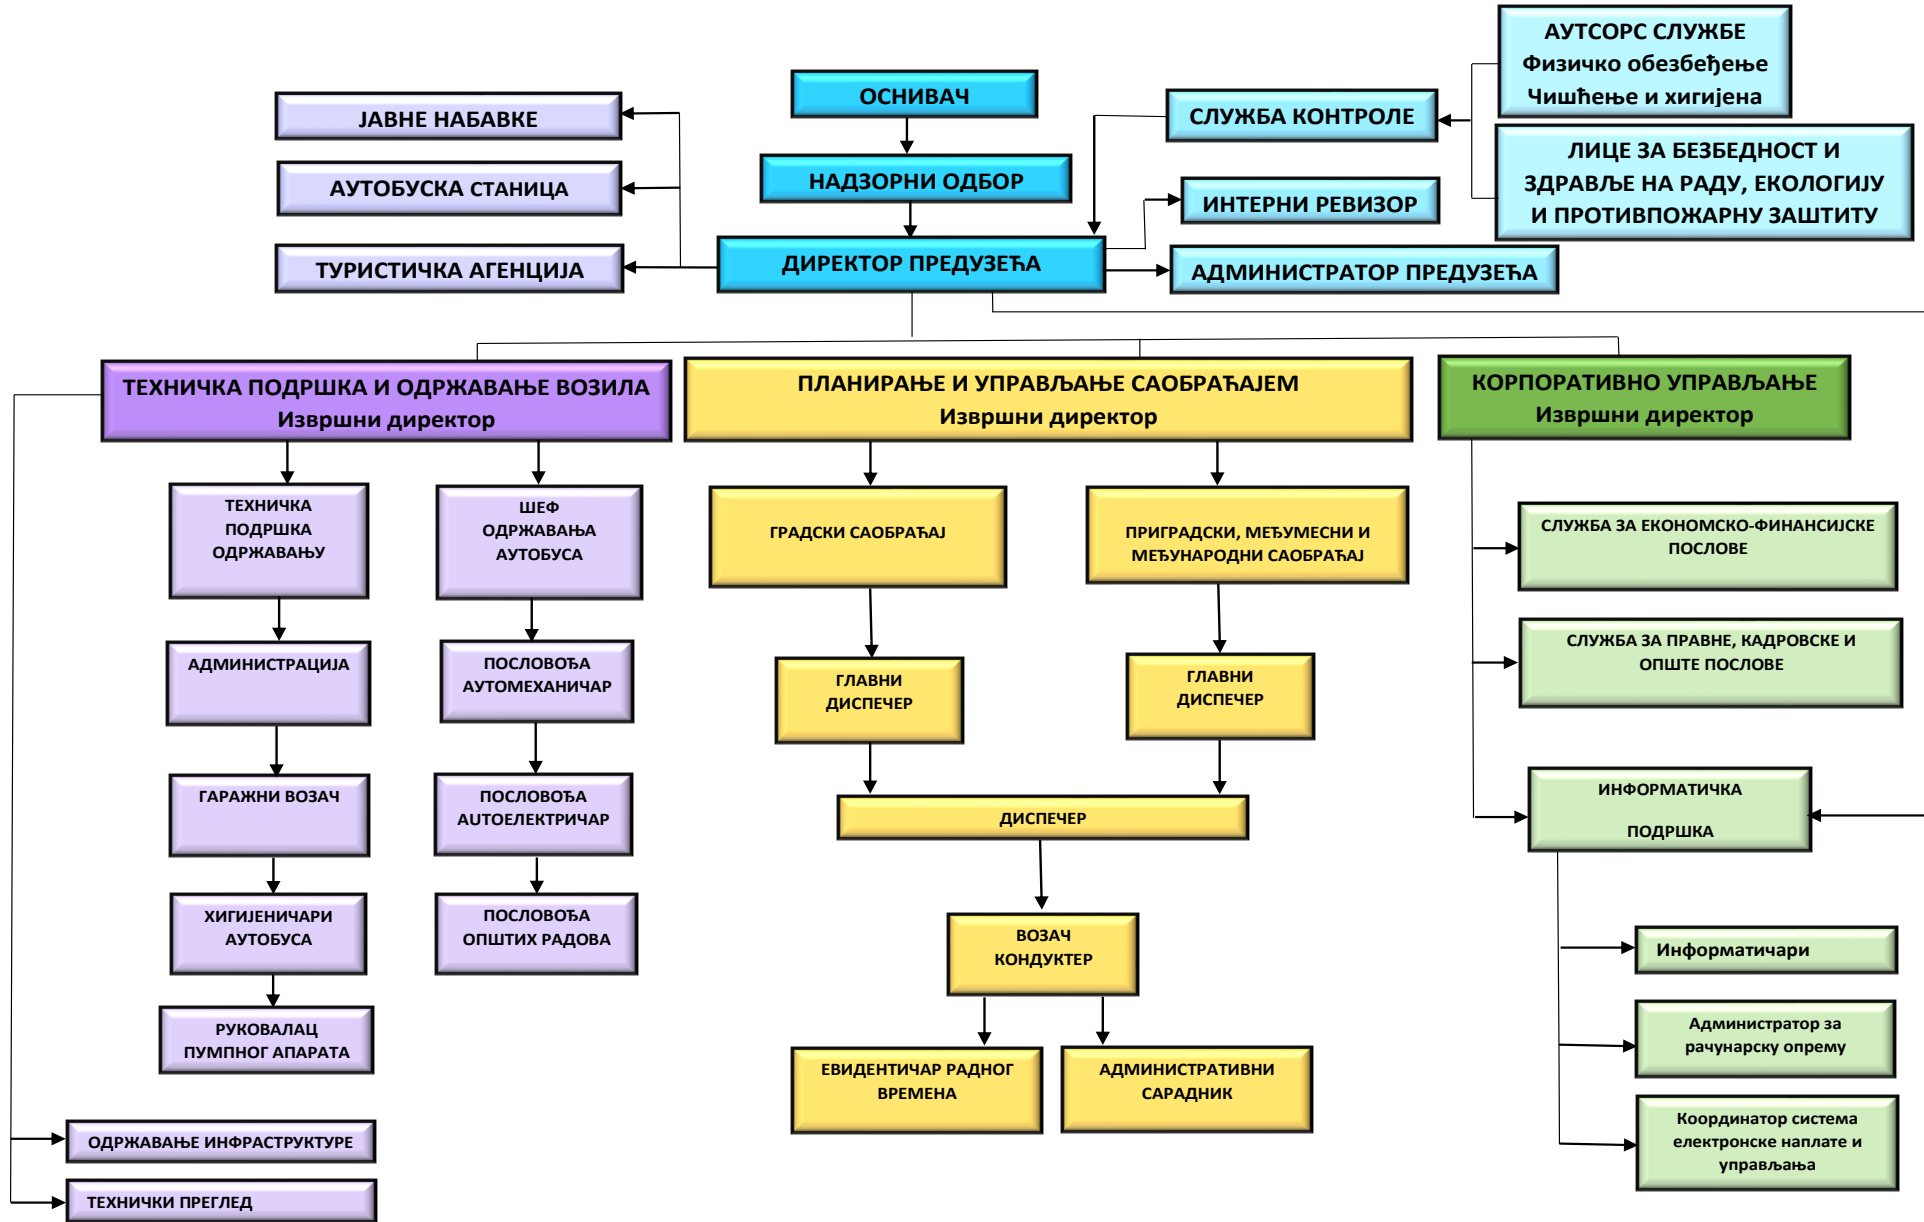 АУТСОРС СЛУЖБЕ
Физичко обезбеђење
Чишћење и хигијена
ОСНИВАЧ
ЈАВНЕ НАБАВКЕ
СЛУЖБА КОНТРОЛЕ
ЛИЦЕ ЗА БЕЗБЕДНОСТ И
ЗДРАВЉЕ НА РАДУ, ЕКОЛОГИЈУ
И ПРОТИВПОЖАРНУ ЗАШТИТУ
НАДЗОРНИ ОДБОР
АУТОБУСКА СТАНИЦА
ИНТЕРНИ РЕВИЗОР
ТУРИСТИЧКА АГЕНЦИЈА
ДИРЕКТОР ПРЕДУЗЕЋА
АДМИНИСТРАТОР ПРЕДУЗЕЋА
ТЕХНИЧКА ПОДРШКА И ОДРЖАВАЊЕ ВОЗИЛА
Извршни директор
ПЛАНИРАЊЕ И УПРАВЉАЊЕ САОБРАЋАЈЕМ
Извршни директор
КОРПОРАТИВНО УПРАВЉАЊЕ
Извршни директор
ТЕХНИЧКА
ПОДРШКА
ОДРЖАВАЊУ
ШЕФ
ОДРЖАВАЊА
АУТОБУСА
ГРАДСКИ САОБРАЋАЈ
ПРИГРАДСКИ, МЕЂУМЕСНИ И
МЕЂУНАРОДНИ САОБРАЋАЈ
СЛУЖБА ЗА ЕКОНОМСКО-ФИНАНСИЈСКЕ
ПОСЛОВЕ
АДМИНИСТРАЦИЈА
ПОСЛОВОЂА
АУТОМЕХАНИЧАР
ГЛАВНИ
ДИСПЕЧЕР
ГЛАВНИ
ДИСПЕЧЕР
СЛУЖБА ЗА ПРАВНЕ, КАДРОВСКЕ И
ОПШТЕ ПОСЛОВЕ
ГАРАЖНИ ВОЗАЧ
ПОСЛОВОЂА
AUTOЕЛЕКТРИЧАР
ДИСПЕЧЕР
ИНФОРМАТИЧКА
ПОДРШКА
ХИГИЈЕНИЧАРИ
АУТОБУСА
ПОСЛОВОЂА
ОПШТИХ РАДОВА
ВОЗАЧ
КОНДУКТЕР
Информатичари
РУКОВАЛАЦ
ПУМПНОГ АПАРАТА
ЕВИДЕНТИЧАР РАДНОГ
ВРЕМЕНА
АДМИНИСТРАТИВНИ
САРАДНИК
Администратор за
рачунарску опрему
ОДРЖАВАЊЕ ИНФРАСТРУКТУРЕ
Координатор система
електронске наплате и
управљања
ТЕХНИЧКИ ПРЕГЛЕД